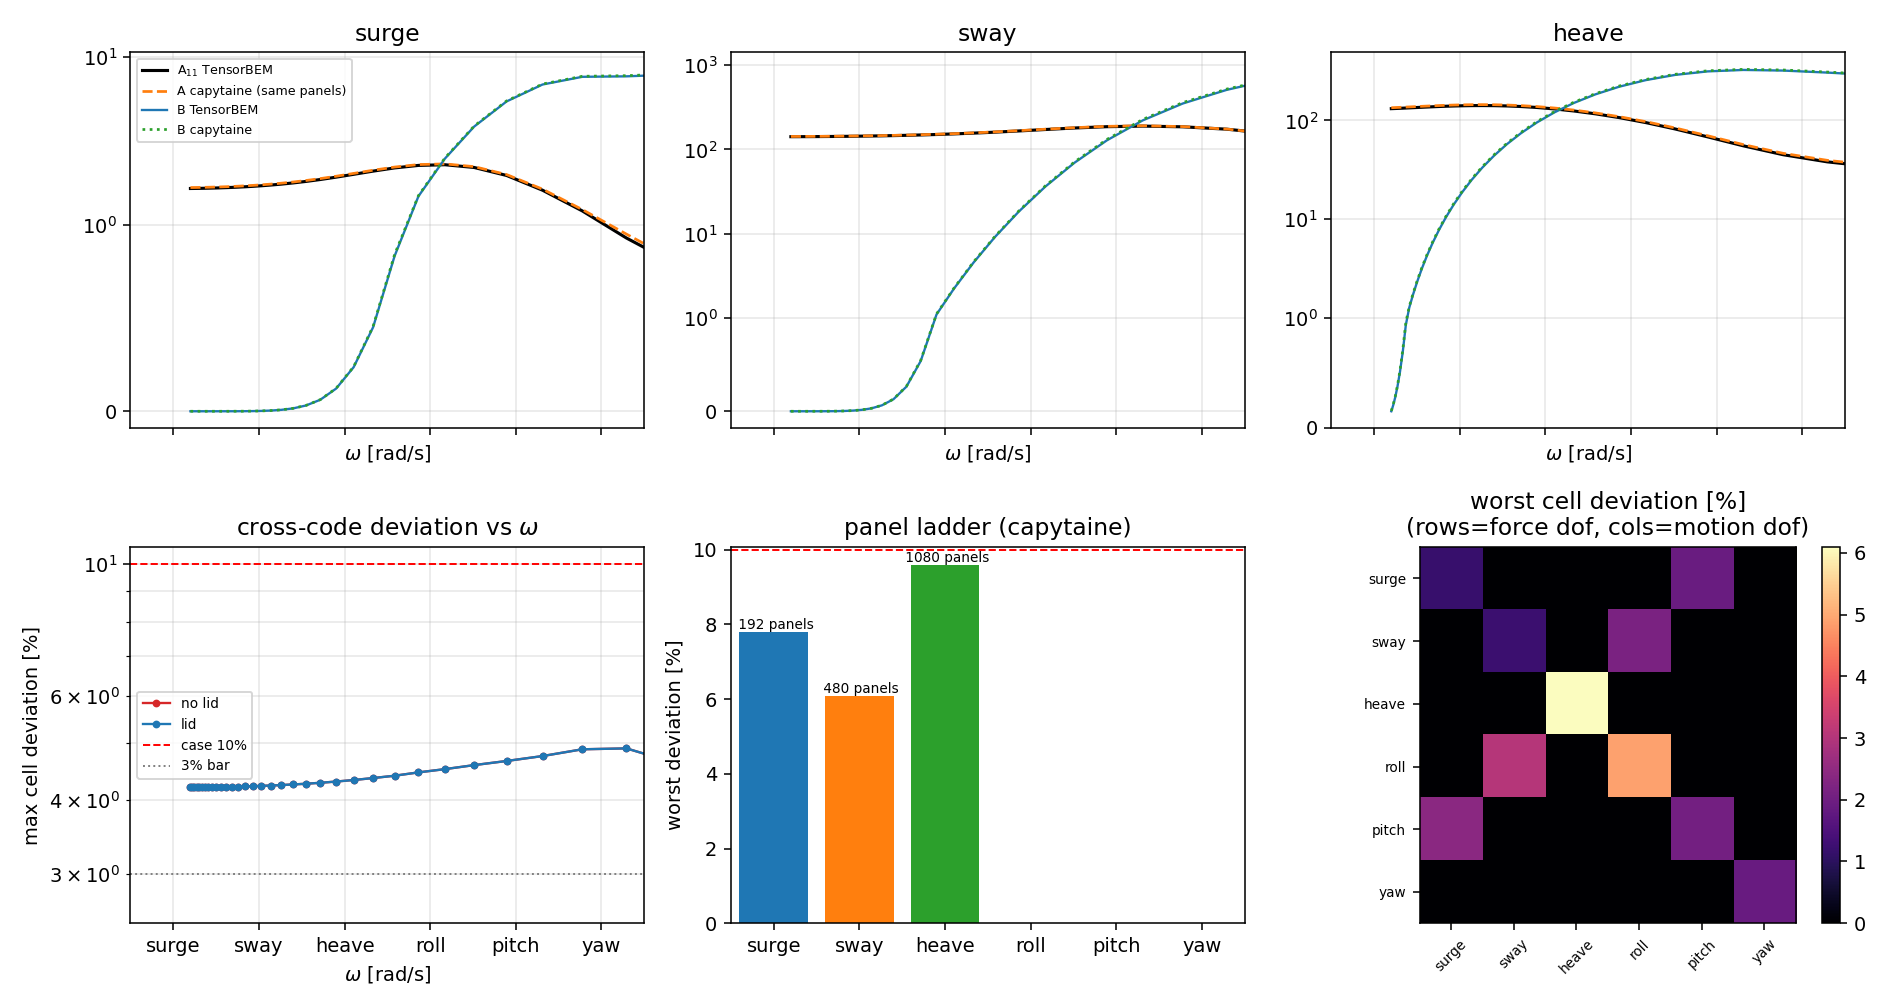 surge
10¹
10⁰
0
A₁₁ TensorBEM
A capytaine (same panels)
B TensorBEM
B capytaine
ω [rad/s]
sway
10³
10²
10¹
10⁰
0
ω [rad/s]
heave
10²
10¹
10⁰
0
ω [rad/s]
cross-code deviation vs ω
max cell deviation [%]
10¹
6 × 10⁰
4 × 10⁰
3 × 10⁰
no lid
lid
case 10%
3% bar
surge sway heave roll pitch yaw
ω [rad/s]
panel ladder (capytaine)
worst deviation [%]
10
8
6
4
2
0
192 panels
480 panels
1080 panels
surge sway heave roll pitch yaw
worst cell deviation [%]
(rows=force dof, cols=motion dof)
surge
sway
heave
roll
pitch
yaw
surge sway heave roll pitch yaw
6
5
4
3
2
1
0